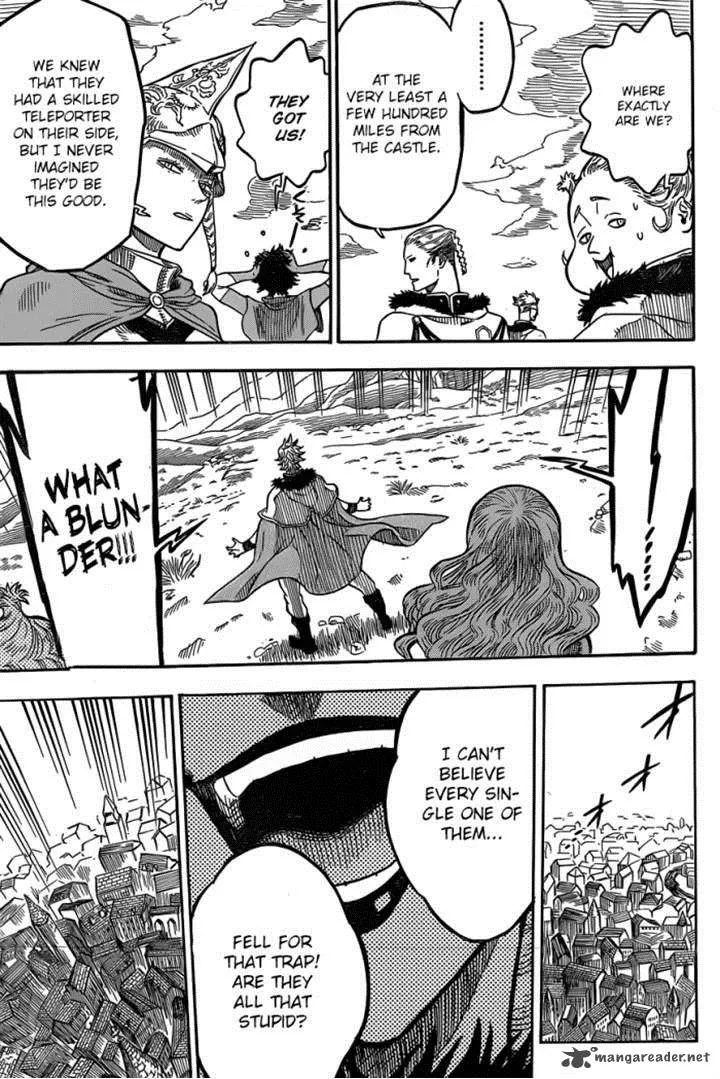 WHERE
EXACTLY
ARE WE?
.........
AT THE
VERY LEAST A
FEW HUNDRED
MILES FROM
THE CASTLE.
THEY
GOT
US!
WE KNEW
THAT THEY
HAD A SKILLED
TELEPORTER
ON THEIR SIDE,
BUT I NEVER
IMAGINED
THEY'D BE
THIS GOOD.
.........!!
WHAT
A BLUN-
DER!!!
I CAN'T
BELIEVE
EVERY SIN-
GLE ONE OF
THEM...
FELL FOR
THAT TRAP!
ARE THEY
ALL THAT
STUPID?
mangareader.net